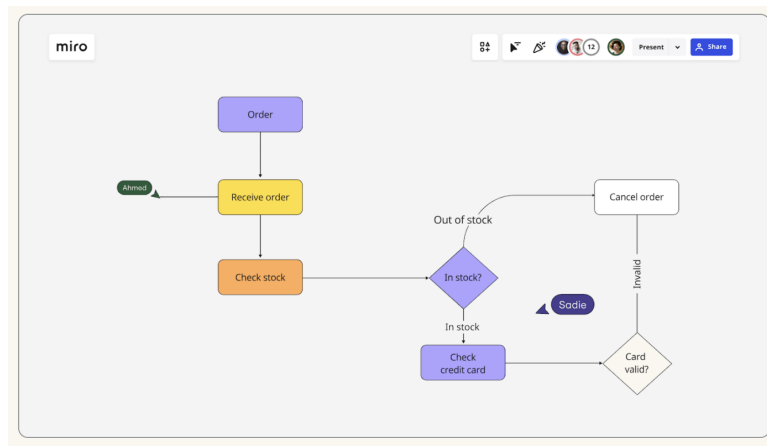 miro
12
Present
Share
Order
Ahmed
Receive order
Cancel order
Out of stock
Check stock
In stock?
Invalid
Sadie
In stock
Check
credit card
Card
valid?